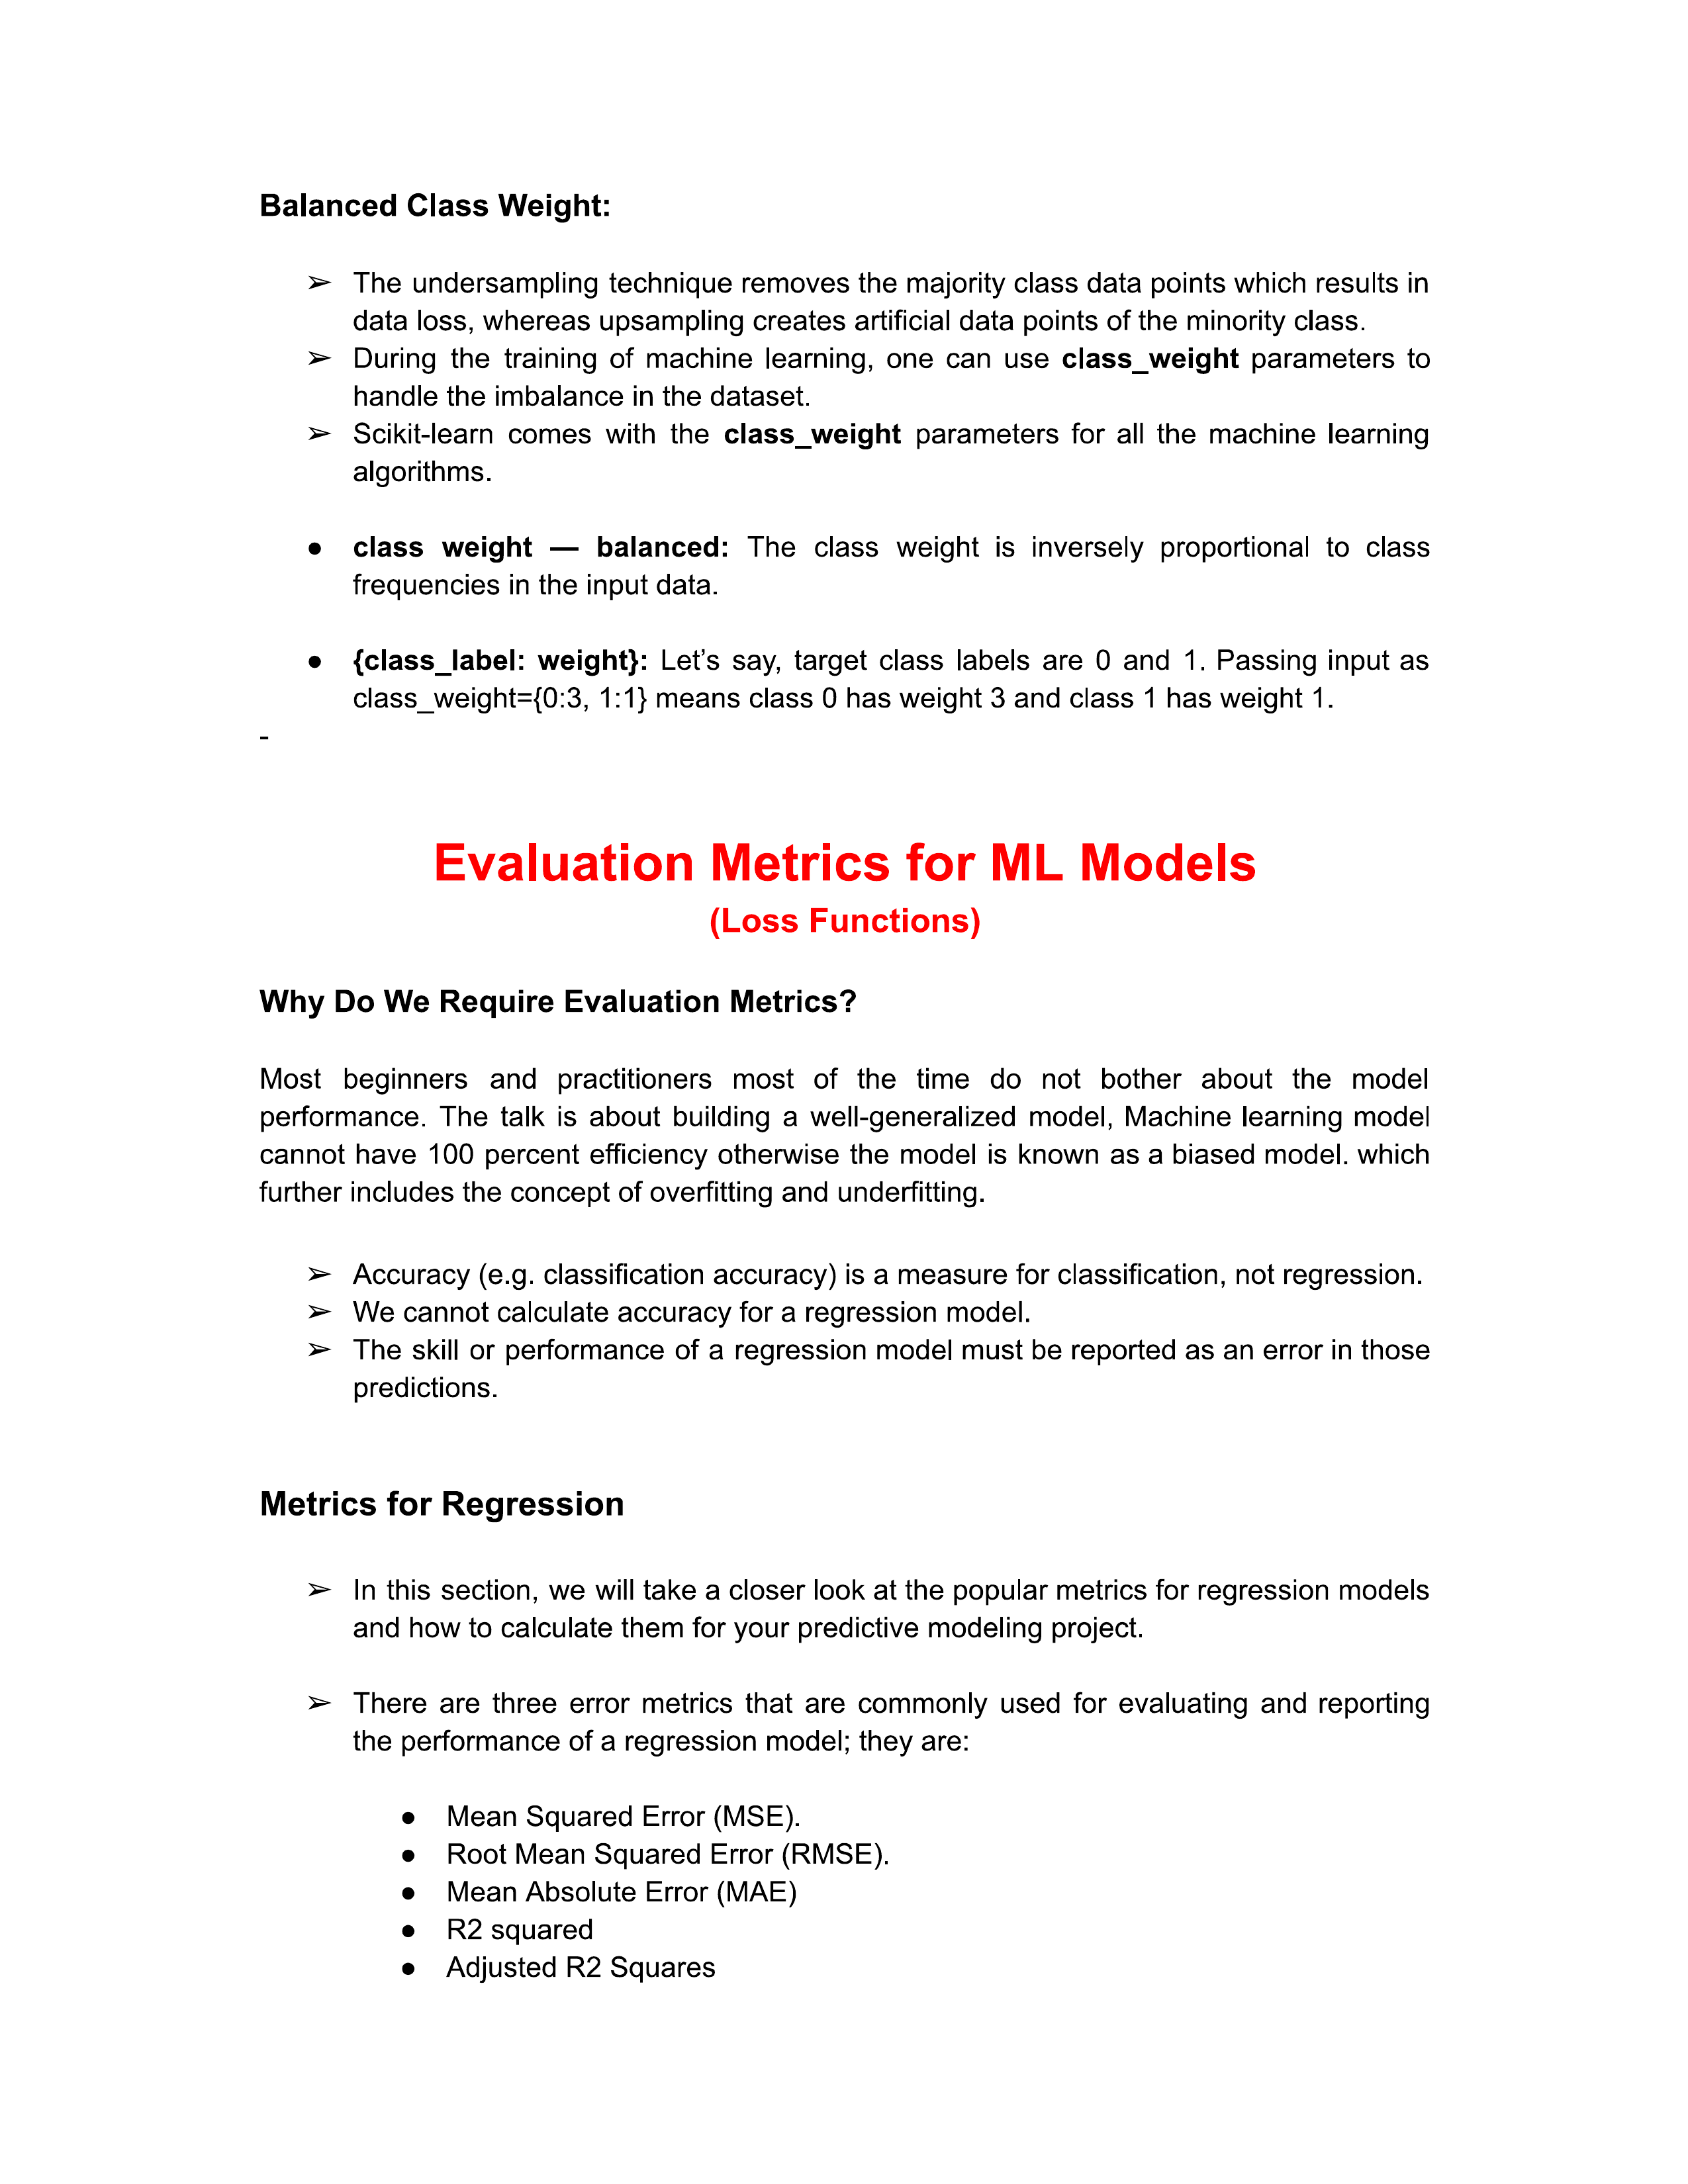 Balanced Class Weight:
➢ The undersampling technique removes the majority class data points which results in
data loss, whereas upsampling creates artificial data points of the minority class.
➢ During the training of machine learning, one can use class_weight parameters to
handle the imbalance in the dataset.
➢ Scikit-learn comes with the class_weight parameters for all the machine learning
algorithms.
● class weight — balanced: The class weight is inversely proportional to class
frequencies in the input data.
● {class_label: weight}: Let’s say, target class labels are 0 and 1. Passing input as
class_weight={0:3, 1:1} means class 0 has weight 3 and class 1 has weight 1.
-
Evaluation Metrics for ML Models
(Loss Functions)
Why Do We Require Evaluation Metrics?
Most beginners and practitioners most of the time do not bother about the model
performance. The talk is about building a well-generalized model, Machine learning model
cannot have 100 percent efficiency otherwise the model is known as a biased model. which
further includes the concept of overfitting and underfitting.
➢ Accuracy (e.g. classification accuracy) is a measure for classification, not regression.
➢ We cannot calculate accuracy for a regression model.
➢ The skill or performance of a regression model must be reported as an error in those
predictions.
Metrics for Regression
➢ In this section, we will take a closer look at the popular metrics for regression models
and how to calculate them for your predictive modeling project.
➢ There are three error metrics that are commonly used for evaluating and reporting
the performance of a regression model; they are:
● Mean Squared Error (MSE).
● Root Mean Squared Error (RMSE).
● Mean Absolute Error (MAE)
● R2 squared
● Adjusted R2 Squares